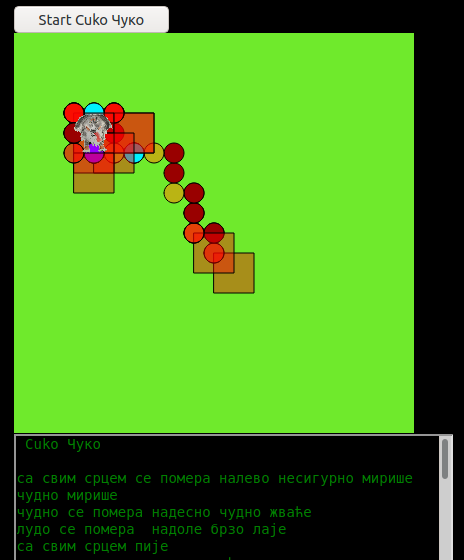 Start Cuko Чуко
Cuko Чуко
са свим срцем се помера налево несигурно мирише
чудно мирише
чудно се помера надесно чудно жваће
лудо се помера  надоле брзо лаје
са свим срцем пије